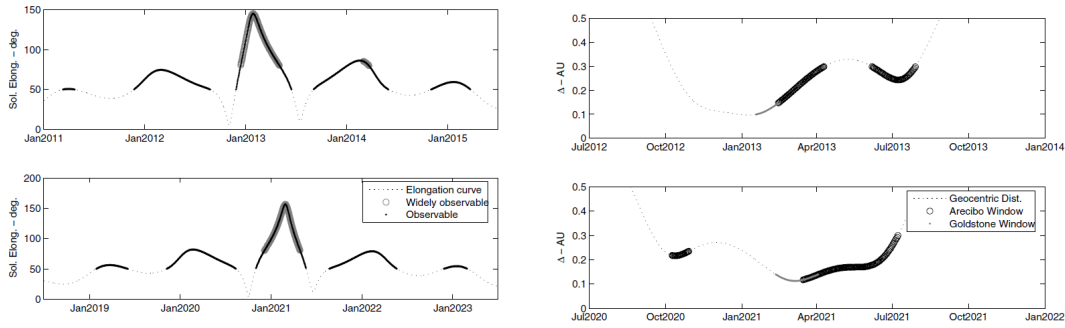 Sol. Elong. – deg.
150
100
50
0
Jan2011 Jan2012 Jan2013 Jan2014 Jan2015
Δ – AU
0.5
0.4
0.3
0.2
0.1
0
Jul2012 Oct2012 Jan2013 Apr2013 Jul2013 Oct2013 Jan2014
Sol. Elong. – deg.
200
150
100
50
0
Elongation curve
Widely observable
Observable
Jan2019 Jan2020 Jan2021 Jan2022 Jan2023
Δ – AU
0.5
0.4
0.3
0.2
0.1
0
Geocentric Dist.
Arecibo Window
Goldstone Window
Jul2020 Oct2020 Jan2021 Apr2021 Jul2021 Oct2021 Jan2022